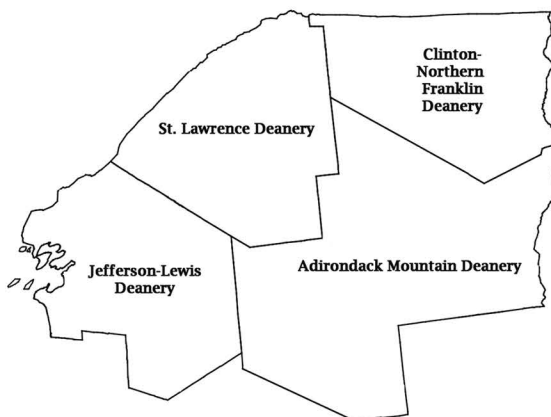 Clinton-
Northern
Franklin
Deanery
St. Lawrence Deanery
Jefferson-Lewis
Deanery
Adirondack Mountain Deanery